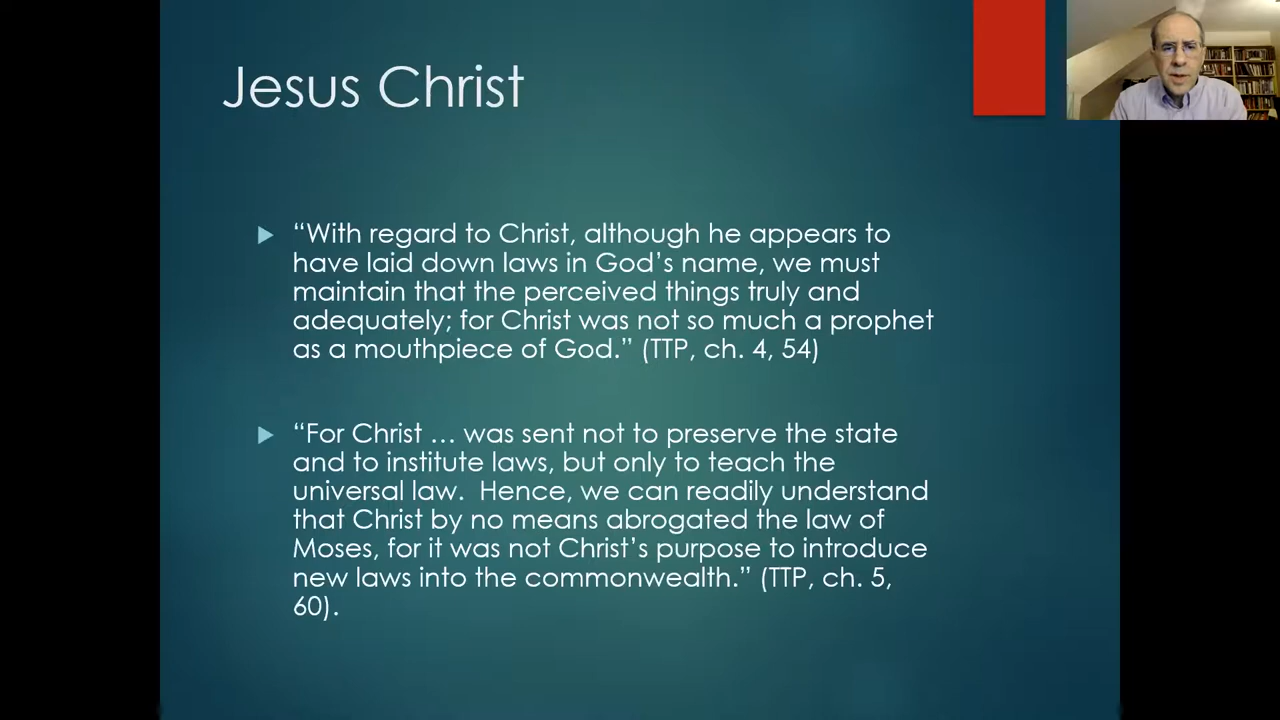 Jesus Christ
“With regard to Christ, although he appears to
have laid down laws in God’s name, we must
maintain that the perceived things truly and
adequately; for Christ was not so much a prophet
as a mouthpiece of God.” (TTP, ch. 4, 54)
“For Christ … was sent not to preserve the state
and to institute laws, but only to teach the
universal law.  Hence, we can readily understand
that Christ by no means abrogated the law of
Moses, for it was not Christ’s purpose to introduce
new laws into the commonwealth.” (TTP, ch. 5,
60).